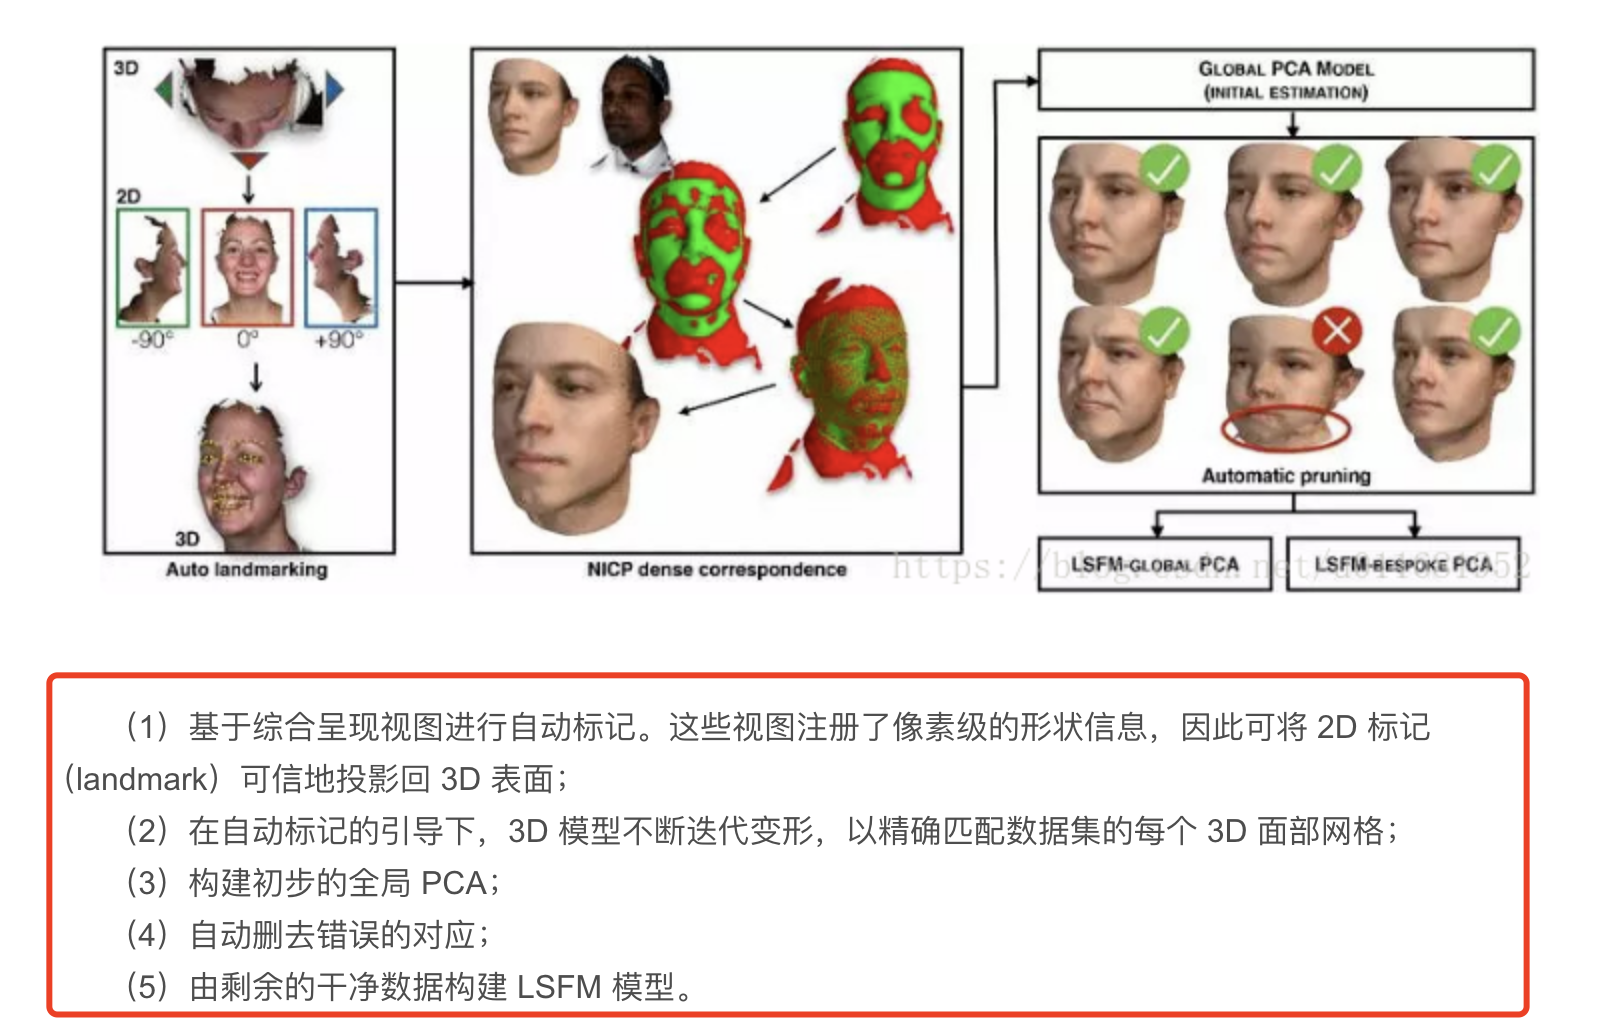 3D
2D
-90°
0°
+90°
3D
Auto landmarking
NICP dense correspondence
GLOBAL PCA MODEL
(INITIAL ESTIMATION)
Automatic pruning
LSFM-GLOBAL PCA
LSFM-BESPOKE PCA
https://blog.csdn.net/
（1）基于综合呈现视图进行自动标记。这些视图注册了像素级的形状信息，因此可将 2D 标记
（landmark）可信地投影回 3D 表面；
（2）在自动标记的引导下，3D 模型不断迭代变形，以精确匹配数据集的每个 3D 面部网格；
（3）构建初步的全局 PCA；
（4）自动删去错误的对应；
（5）由剩余的干净数据构建 LSFM 模型。